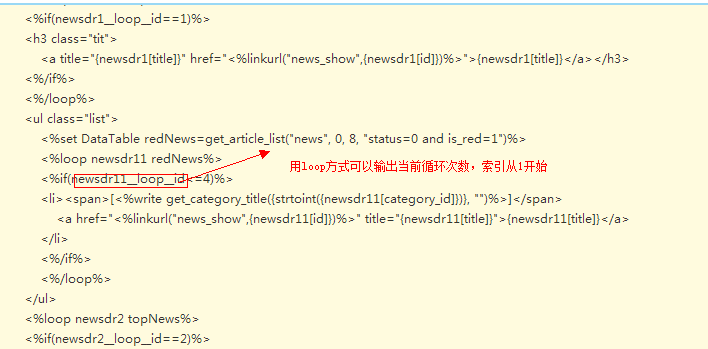 <%if(newsdr1__loop__id==1)%>
<h3 class="tit">
<a title="{newsdr1[title]}" href="<%linkurl("news_show",{newsdr1[id]})%>">{newsdr1[title]}</a></h3>
<%/if%>
<%/loop%>
<ul class="list">
<%set DataTable redNews=get_article_list("news", 0, 8, "status=0 and is_red=1")%>
<%loop newsdr11 redNews%>
用loop方式可以输出当前循环次数，索引从1开始
<%if(newsdr11__loop__id<=4)%>
<li><span>[<%write get_category_title({strtoint({newsdr11[category_id]})}, "")%>]</span>
<a href="<%linkurl("news_show",{newsdr11[id]})%>" title="{newsdr11[title]}">{newsdr11[title]}</a>
</li>
<%/if%>
<%/loop%>
</ul>
<%loop newsdr2 topNews%>
<%if(newsdr2__loop__id==2)%>